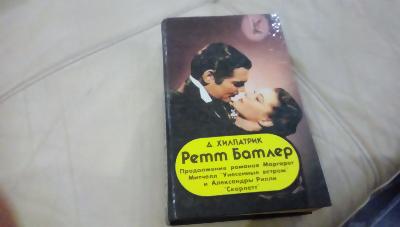 Д. ХИЛПАТРИК
Ретт Батлер
Продолжение романов Маргарет
Митчелл "Унесенные ветром"
и Александры Рипли
"Скарлетт"